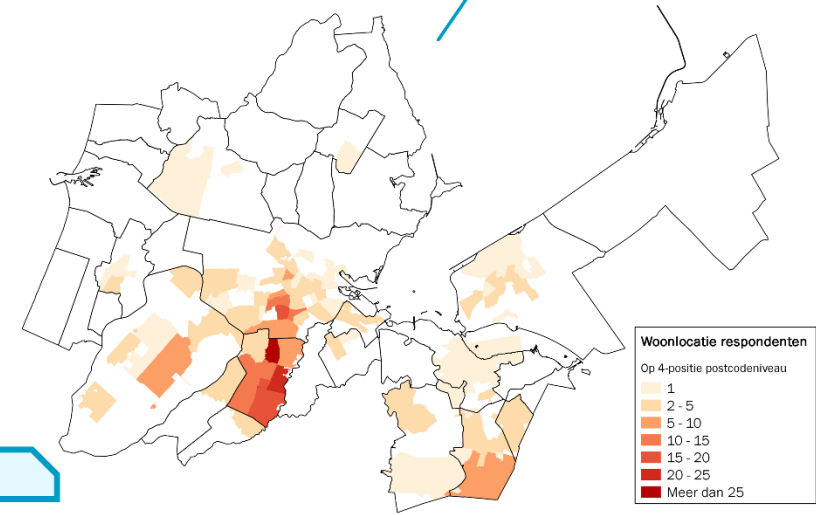 Woonlocatie respondenten
Op 4-positie postcodeniveau
1
2 - 5
5 - 10
10 - 15
15 - 20
20 - 25
Meer dan 25